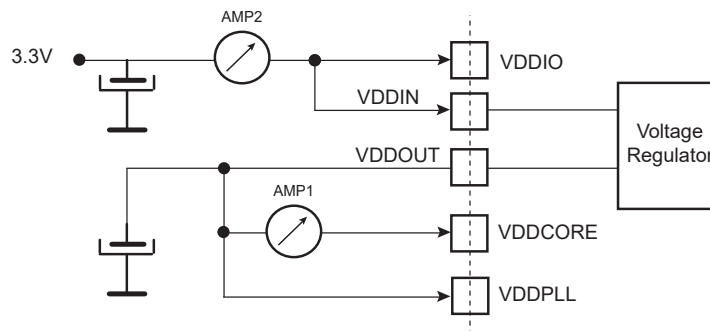 AMP2
3.3V
VDDIO
VDDIN
Voltage
Regulator
VDDOUT
AMP1
VDDCORE
VDDPLL